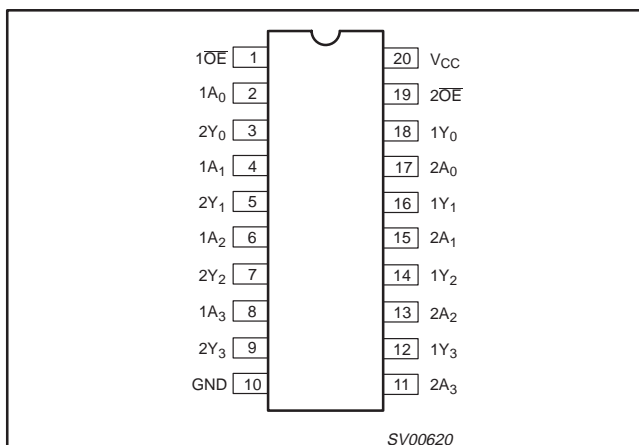 1O̅E̅ 1 20 VCC
1A0 2 19 2O̅E̅
2Y0 3 18 1Y0
1A1 4 17 2A0
2Y1 5 16 1Y1
1A2 6 15 2A1
2Y2 7 14 1Y2
1A3 8 13 2A2
2Y3 9 12 1Y3
GND 10 11 2A3
SV00620